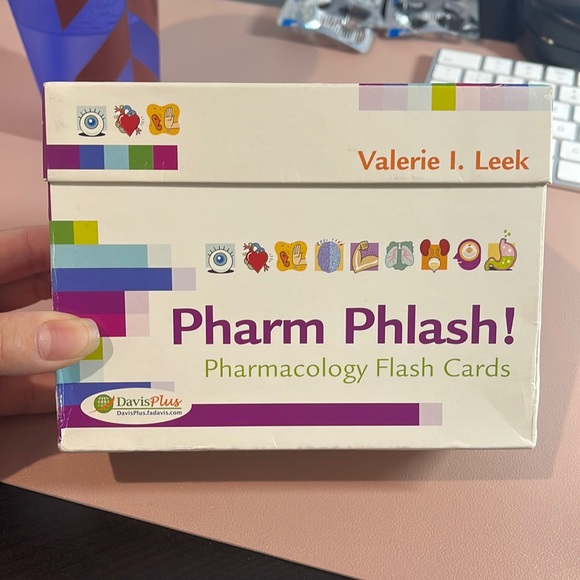 Valerie I. Leek
Pharm Phlash!
Pharmacology Flash Cards
DavisPlus
DavisPlus.fadavis.com